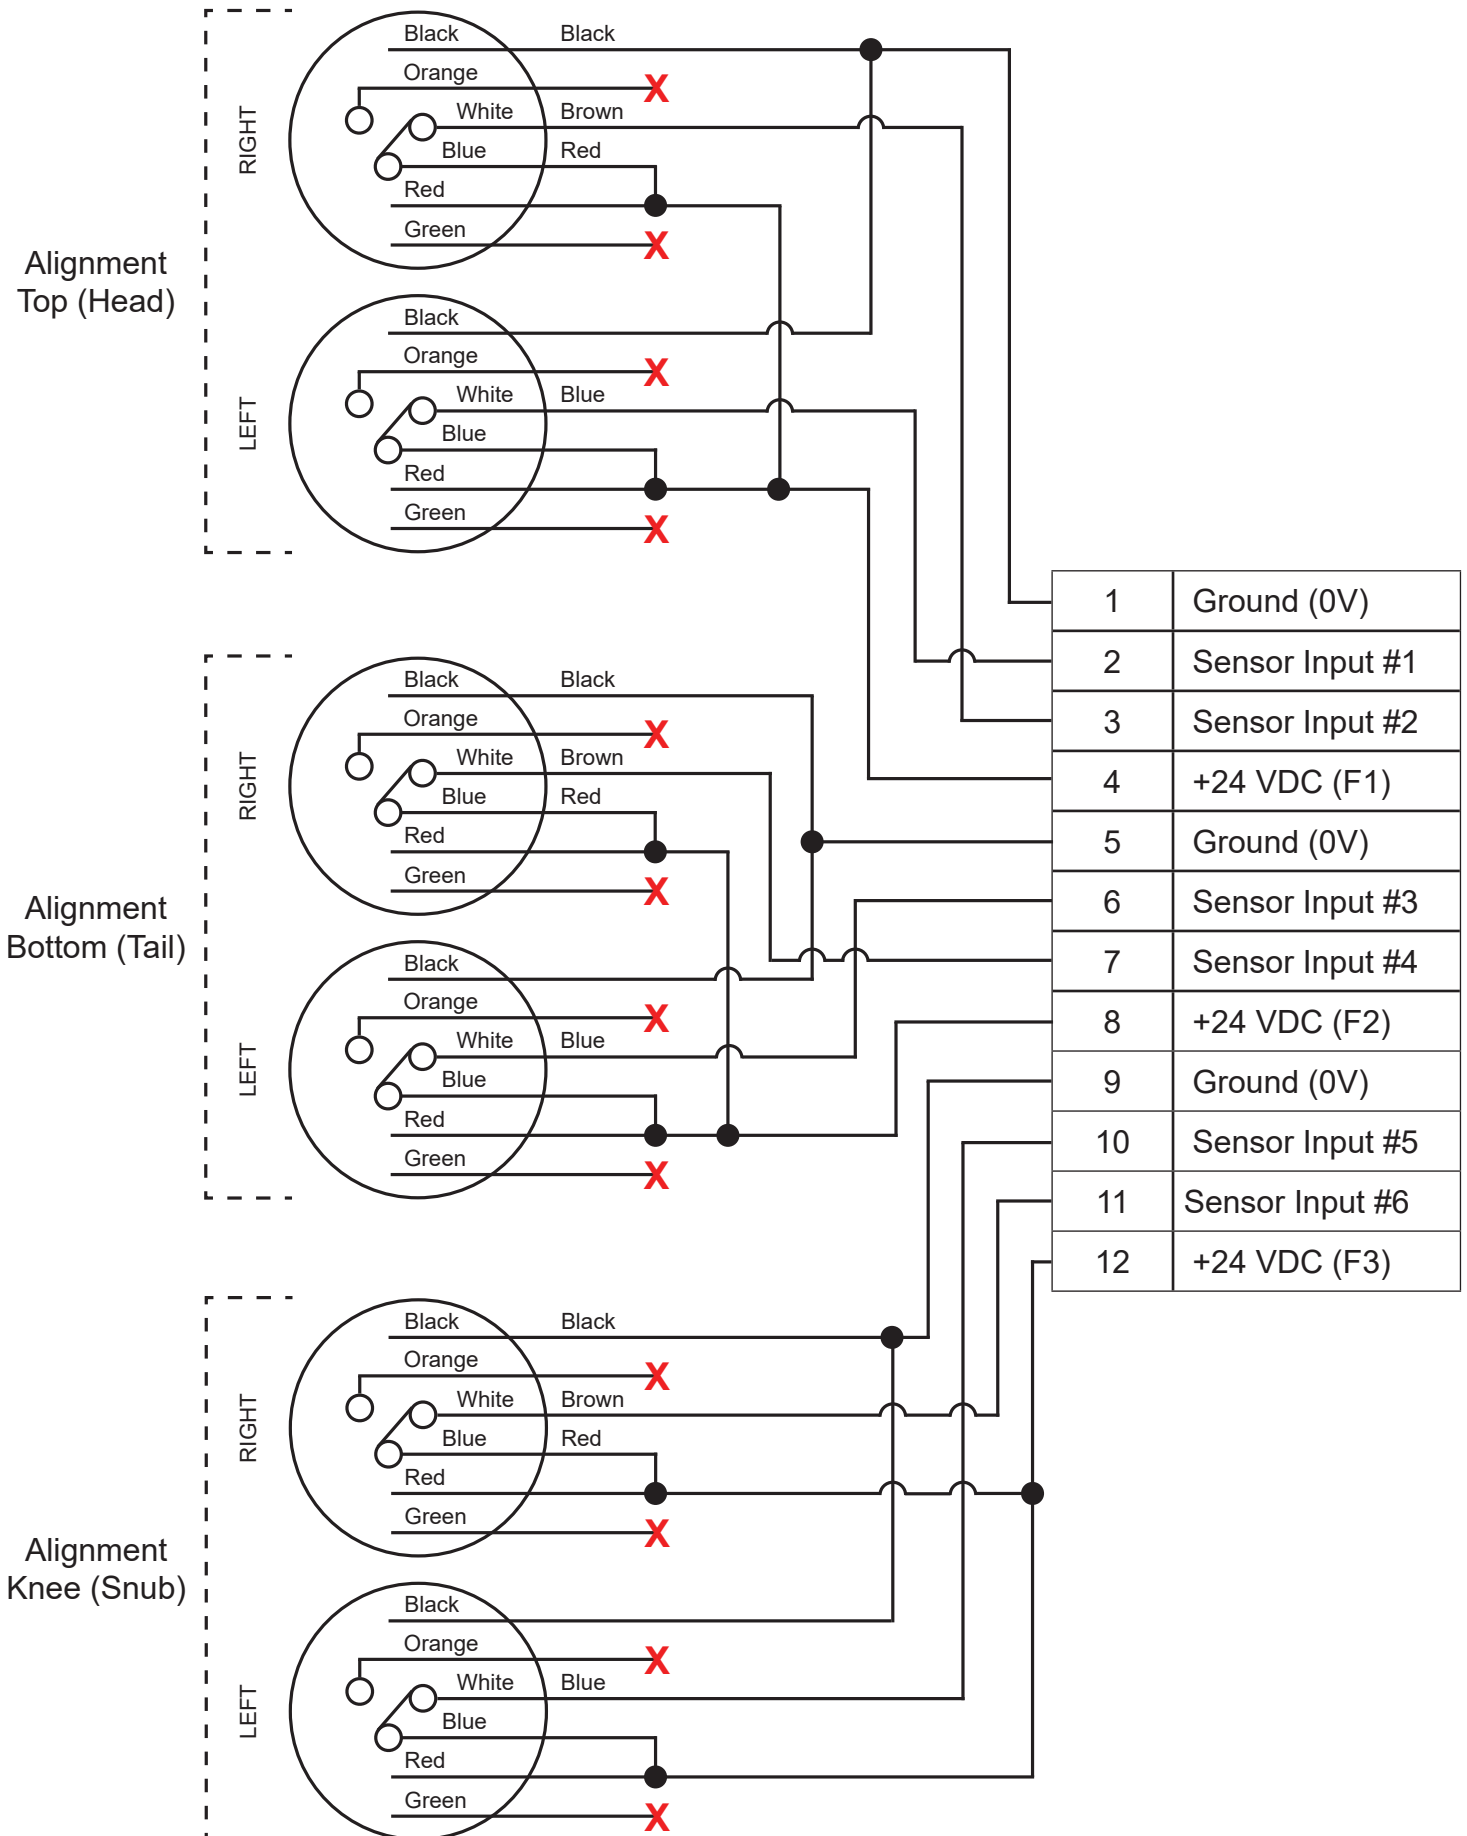 Alignment
Top (Head)
RIGHT
Black Black
Orange X
White Brown
Blue Red
Red
Green X
LEFT
Black
Orange X
White Blue
Blue
Red
Green X
Alignment
Bottom (Tail)
RIGHT
Black Black
Orange X
White Brown
Blue Red
Red
Green X
LEFT
Black
Orange X
White Blue
Blue
Red
Green X
Alignment
Knee (Snub)
RIGHT
Black Black
Orange X
White Brown
Blue Red
Red
Green X
LEFT
Black
Orange X
White Blue
Blue
Red
Green X
1 Ground (0V)
2 Sensor Input #1
3 Sensor Input #2
4 +24 VDC (F1)
5 Ground (0V)
6 Sensor Input #3
7 Sensor Input #4
8 +24 VDC (F2)
9 Ground (0V)
10 Sensor Input #5
11 Sensor Input #6
12 +24 VDC (F3)